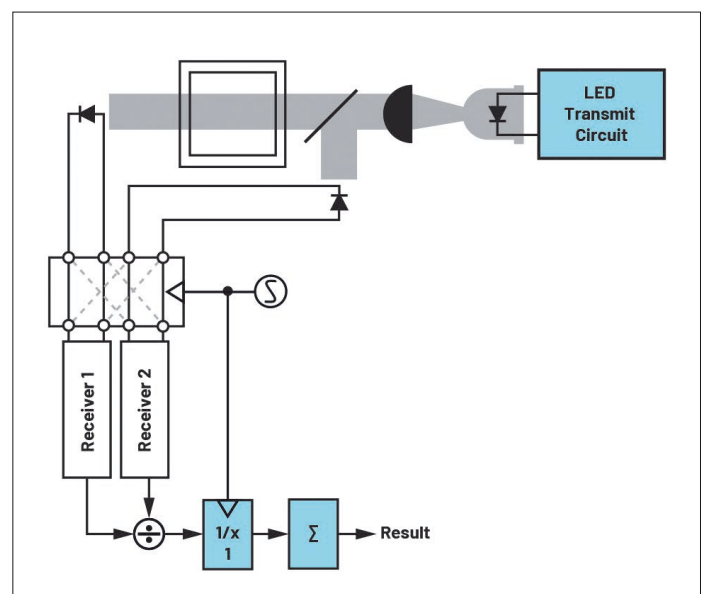 LED
Transmit
Circuit
Receiver 1
Receiver 2
÷
1/x
1
Σ
Result